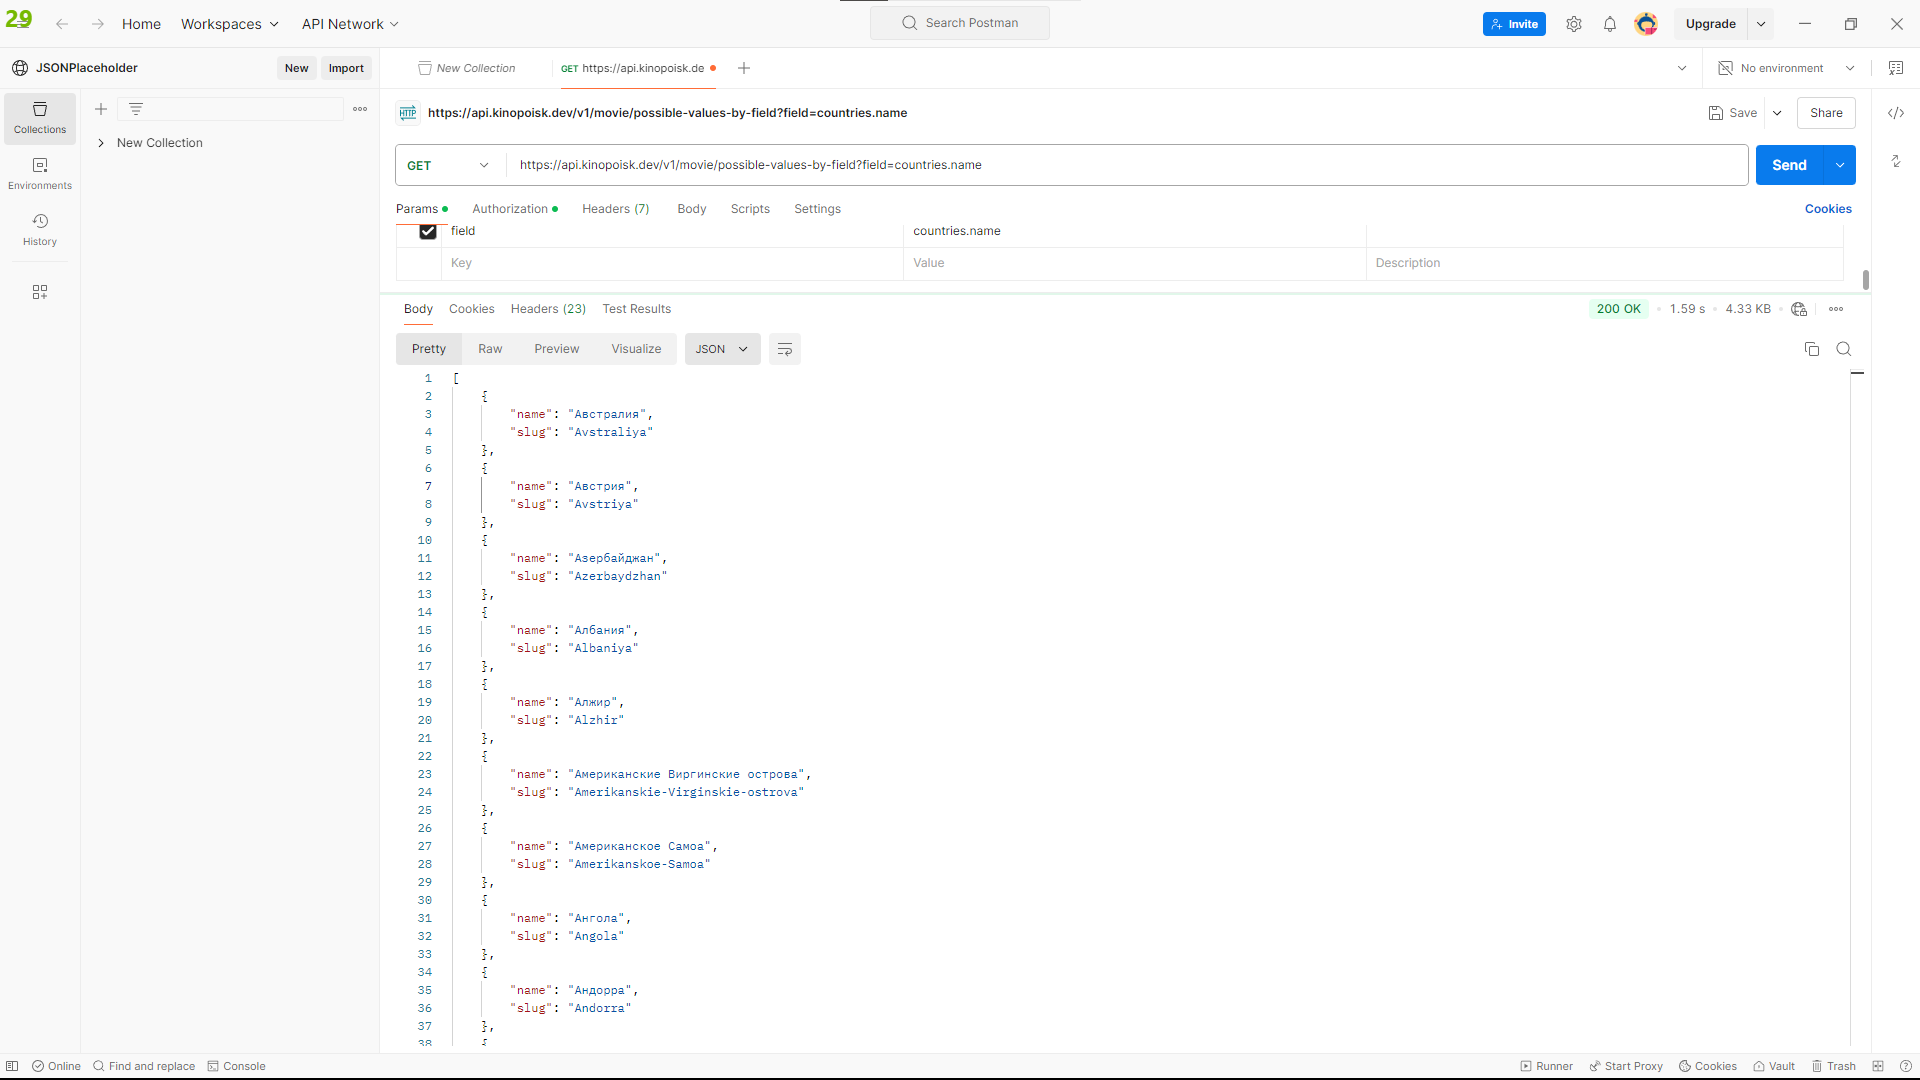 29
Home
Workspaces
API Network
Search Postman
Invite
Upgrade
JSONPlaceholder
New
Import
New Collection
GET https://api.kinopoisk.de
No environment
Collections
Environments
History
New Collection
HTTP
https://api.kinopoisk.dev/v1/movie/possible-values-by-field?field=countries.name
Save
Share
GET
https://api.kinopoisk.dev/v1/movie/possible-values-by-field?field=countries.name
Send
Params
Authorization
Headers (7)
Body
Scripts
Settings
Cookies
field countries.name
Key Value Description
Body
Cookies
Headers (23)
Test Results
200 OK
1.59 s
4.33 KB
Pretty
Raw
Preview
Visualize
JSON
1 [
2 {
3 "name": "Австралия",
4 "slug": "Avstraliya"
5 },
6 {
7 "name": "Австрия",
8 "slug": "Avstriya"
9 },
10 {
11 "name": "Азербайджан",
12 "slug": "Azerbaydzhan"
13 },
14 {
15 "name": "Албания",
16 "slug": "Albaniya"
17 },
18 {
19 "name": "Алжир",
20 "slug": "Alzhir"
21 },
22 {
23 "name": "Американские Виргинские острова",
24 "slug": "Amerikanskie-Virginskie-ostrova"
25 },
26 {
27 "name": "Американское Самоа",
28 "slug": "Amerikanskoe-Samoa"
29 },
30 {
31 "name": "Ангола",
32 "slug": "Angola"
33 },
34 {
35 "name": "Андорра",
36 "slug": "Andorra"
37 },
38 {
Online
Find and replace
Console
Runner
Start Proxy
Cookies
Vault
Trash